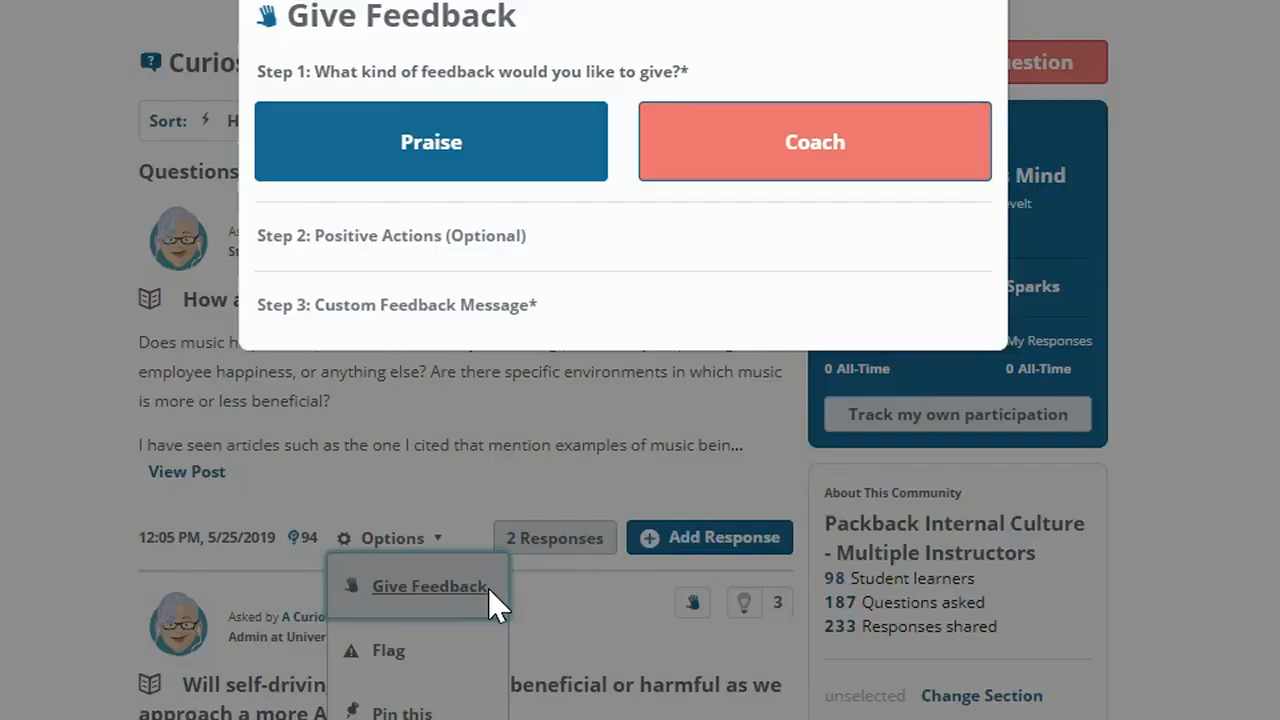 Give Feedback
Step 1: What kind of feedback would you like to give?*
Praise
Coach
Step 2: Positive Actions (Optional)
Step 3: Custom Feedback Message*
Sort:
Questions
How
Does music
employee happiness, or anything else? Are there specific environments in which music
is more or less beneficial?
I have seen articles such as the one I cited that mention examples of music bein...
View Post
12:05 PM, 5/25/2019 94 Options 2 Responses Add Response
Give Feedback
Flag
Pin this
Asked by A Curio
Admin at Univer
3
Will self-drivin beneficial or harmful as we
approach a more A
Mind
Sparks
My Responses
0 All-Time 0 All-Time
Track my own participation
About This Community
Packback Internal Culture
- Multiple Instructors
98 Student learners
187 Questions asked
233 Responses shared
unselected Change Section